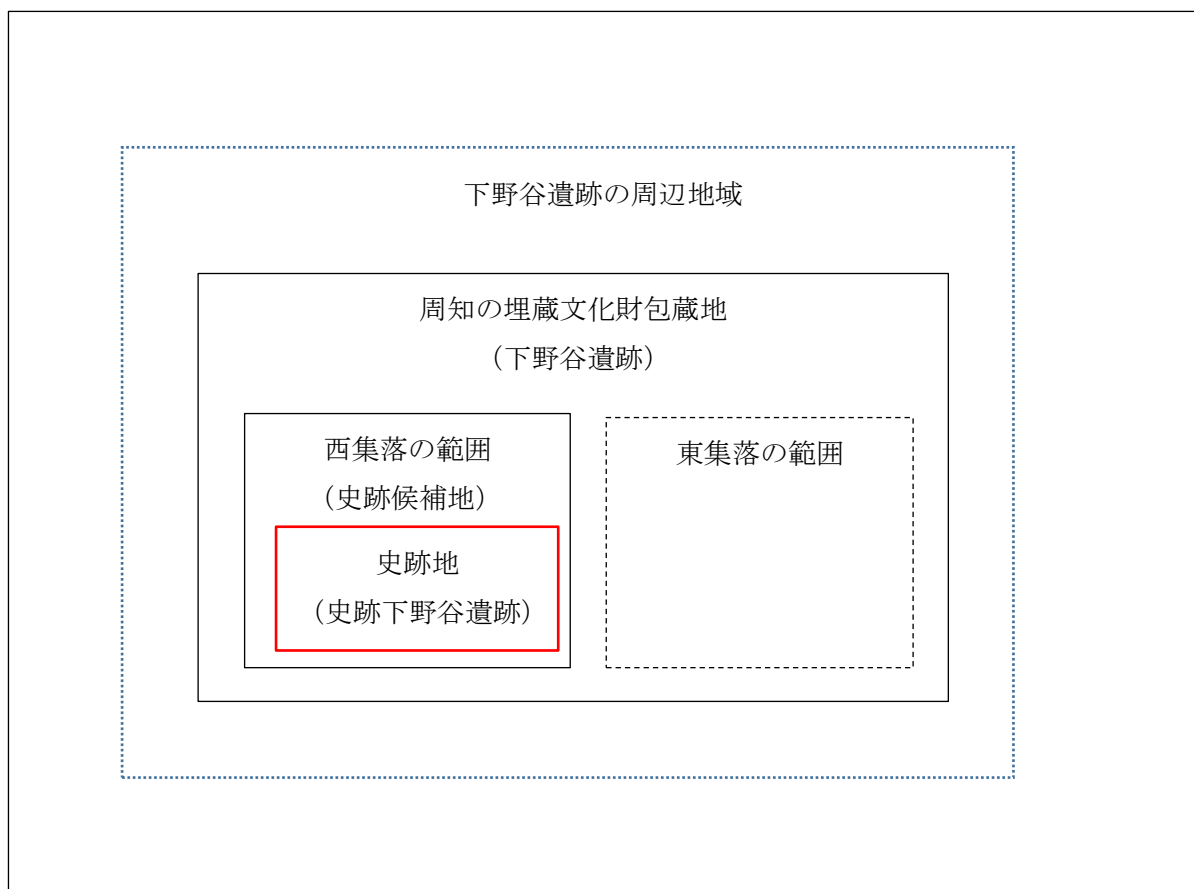 下野谷遺跡の周辺地域
周知の埋蔵文化財包蔵地
（下野谷遺跡）
西集落の範囲
（史跡候補地）
史跡地
（史跡下野谷遺跡）
東集落の範囲